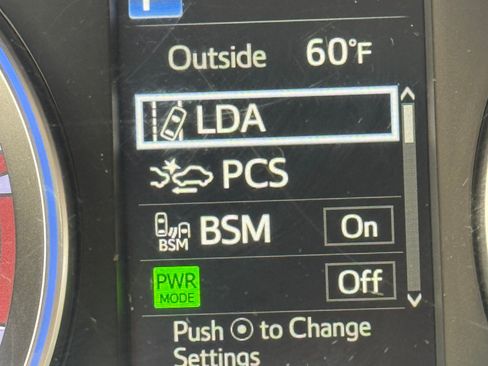 Outside 60°F
LDA
PCS
BSM BSM On
PWR MODE Off
Push to Change
Settings